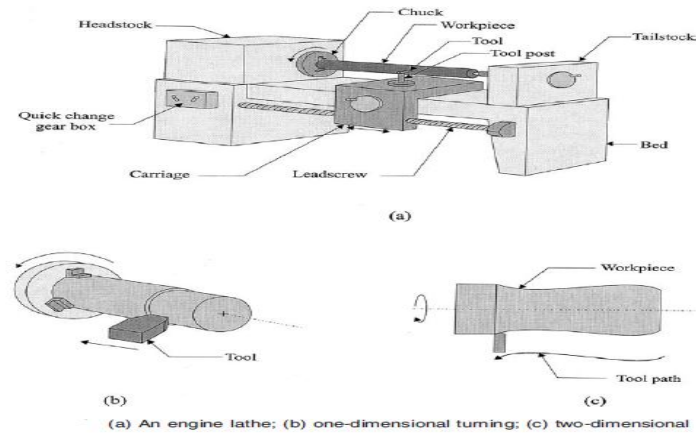 Chuck
Headstock
Workpiece
Tool
Tool post
Tailstock
Quick change
gear box
Bed
Carriage
Leadscrew
(a)
Workpiece
Tool
Tool path
(b)
(c)
(a) An engine lathe; (b) one-dimensional turning; (c) two-dimensional